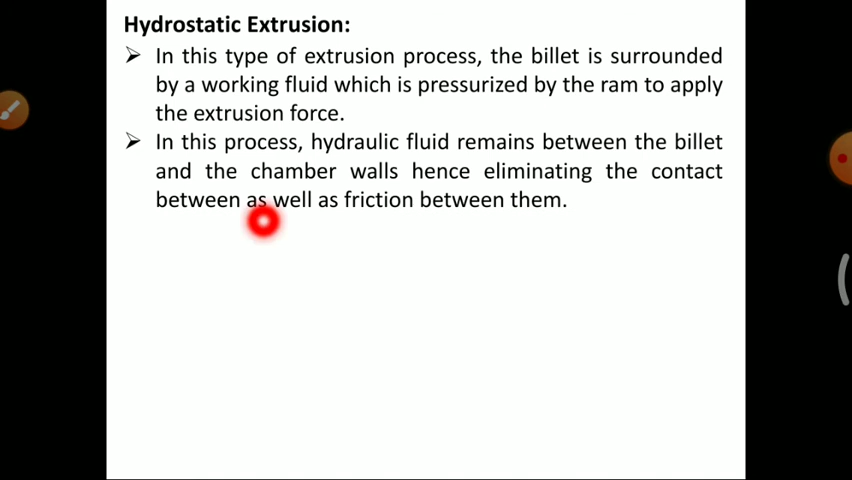 Hydrostatic Extrusion:
➢ In this type of extrusion process, the billet is surrounded
by a working fluid which is pressurized by the ram to apply
the extrusion force.
➢ In this process, hydraulic fluid remains between the billet
and the chamber walls hence eliminating the contact
between as well as friction between them.